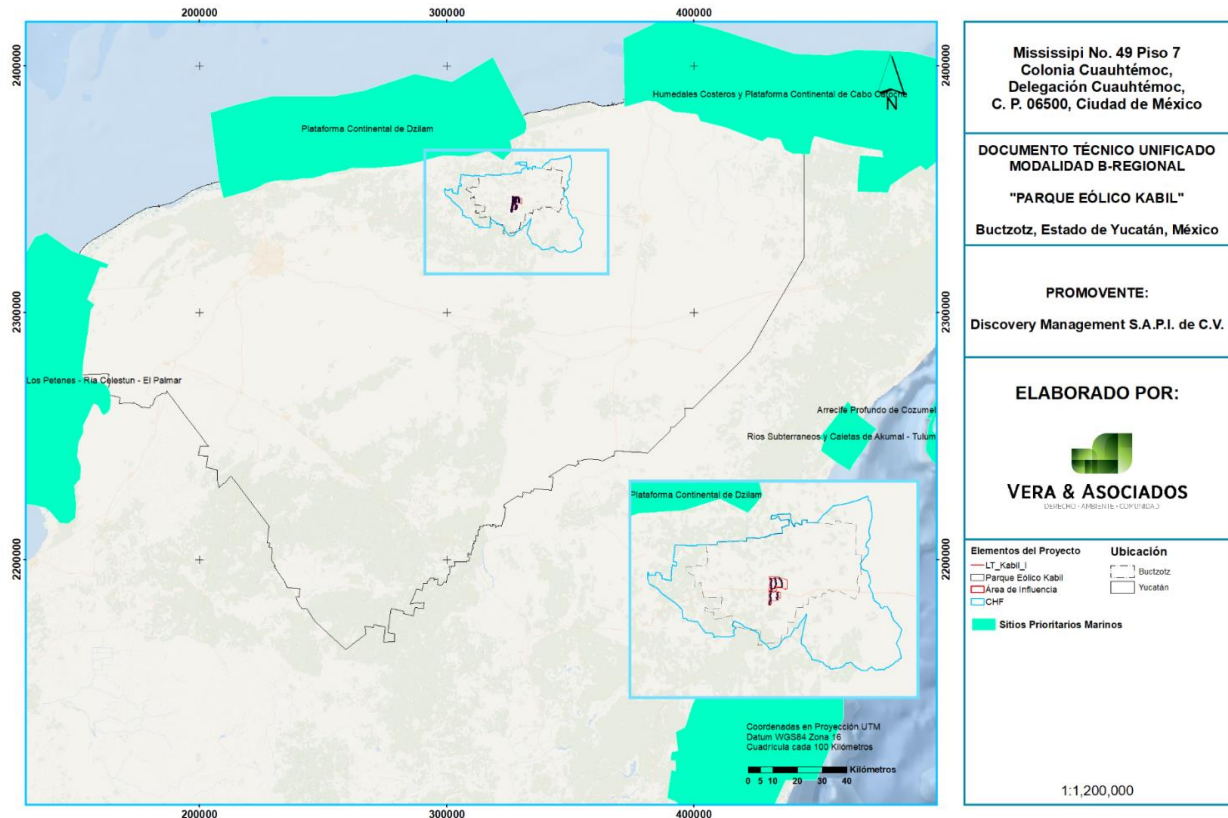 200000
300000
400000
2400000
2400000
Humedales Costeros y Plataforma Continental de Cabo Catoche
N
Plataforma Continental de Dzilam
2300000
2300000
Los Petenes - Ria Celestun - El Palmar
Arrecife Profundo de Cozumel
Rios Subterraneos y Caletas de Akumal - Tulum
Plataforma Continental de Dzilam
2200000
2200000
Coordenadas en Proyección UTM
Datum WGS84 Zona 16
Cuadricula cada 100 Kilómetros
Kilómetros
0 5 10 20 30 40
200000
300000
400000
Mississipi No. 49 Piso 7
Colonia Cuauhtémoc,
Delegación Cuauhtémoc,
C. P. 06500, Ciudad de México
DOCUMENTO TÉCNICO UNIFICADO
MODALIDAD B-REGIONAL
"PARQUE EÓLICO KABIL"
Buctzotz, Estado de Yucatán, México
PROMOVENTE:
Discovery Management S.A.P.I. de C.V.
ELABORADO POR:
VERA & ASOCIADOS
DERECHO · AMBIENTE · COMUNIDAD
Elementos del Proyecto
LT_Kabil_I
Parque Eólico Kabil
Área de Influencia
CHF
Sitios Prioritarios Marinos
Ubicación
Buctzotz
Yucatán
1:1,200,000